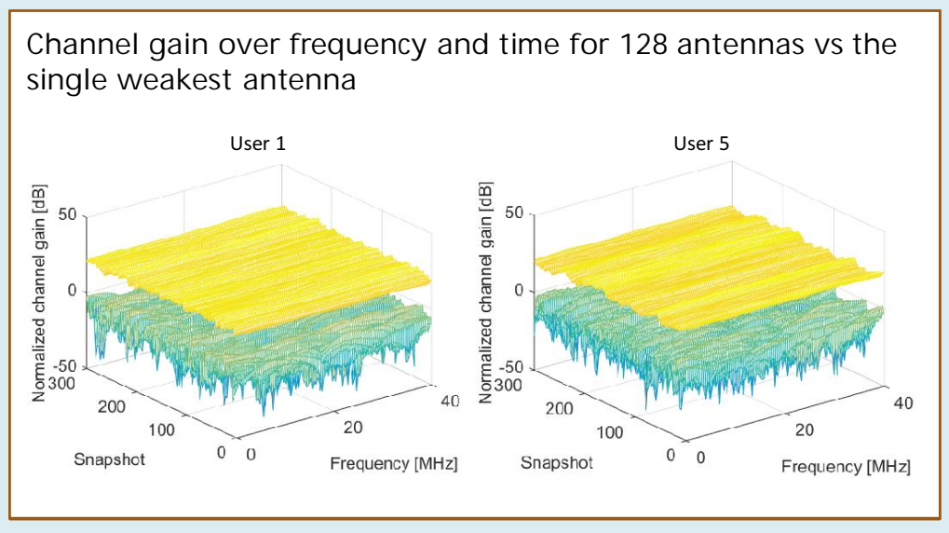 Channel gain over frequency and time for 128 antennas vs the
single weakest antenna
User 1
Normalized channel gain [dB]
50
0
-50
300
200
100
0
Snapshot
0
20
40
Frequency [MHz]
User 5
Normalized channel gain [dB]
50
0
-50
300
200
100
0
Snapshot
0
20
40
Frequency [MHz]